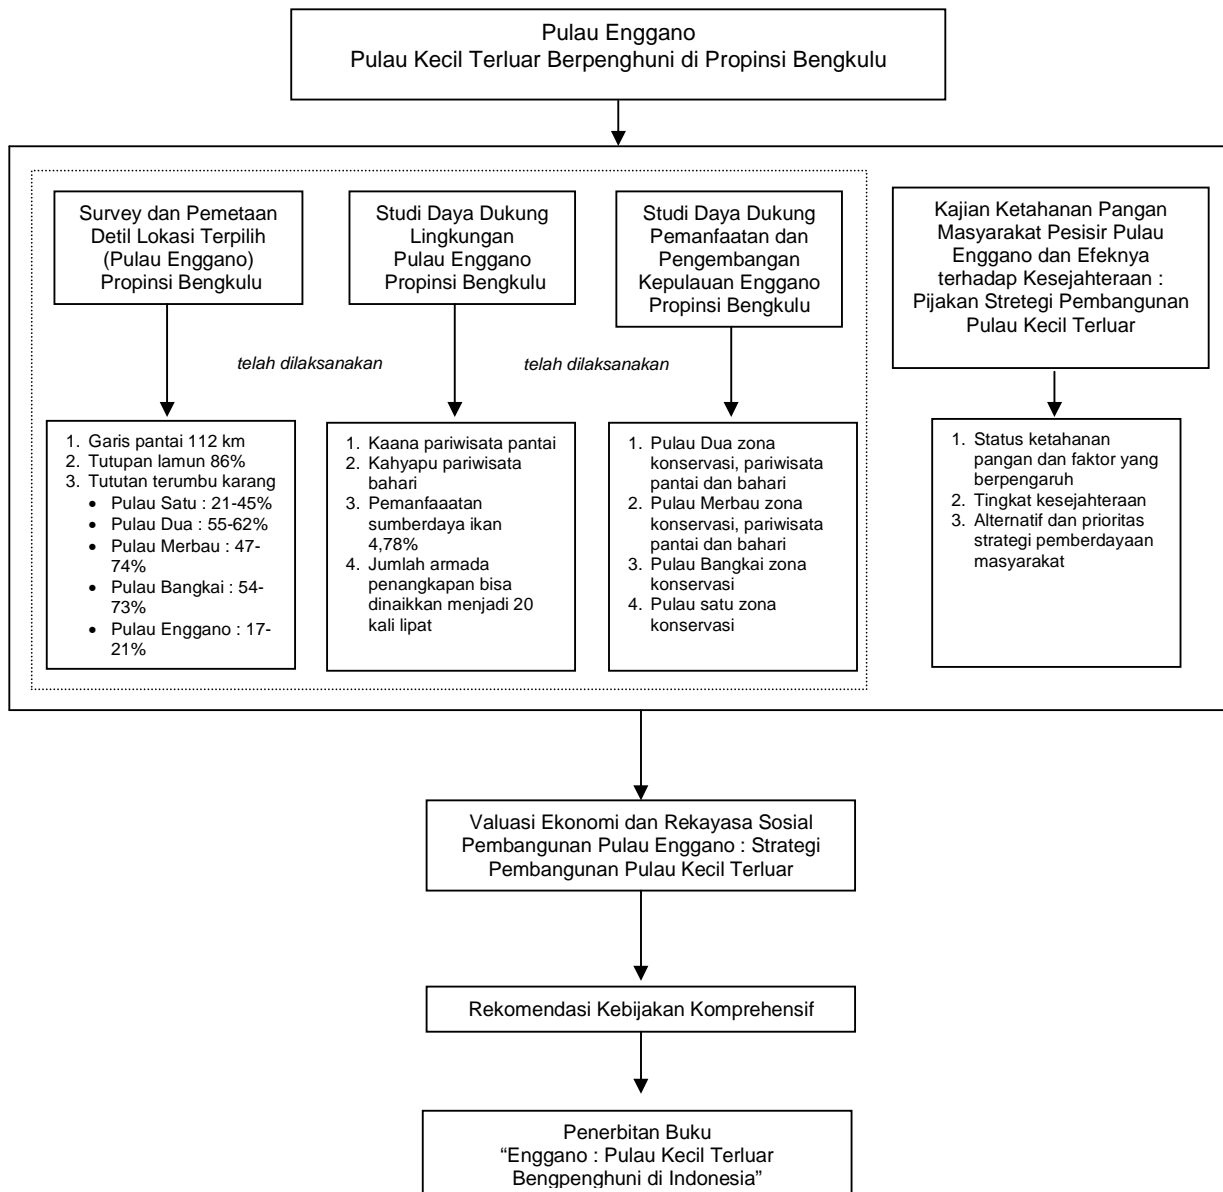 Pulau Enggano
Pulau Kecil Terluar Berpenghuni di Propinsi Bengkulu
Survey dan Pemetaan
Detil Lokasi Terpilih
(Pulau Enggano)
Propinsi Bengkulu
Studi Daya Dukung
Lingkungan
Pulau Enggano
Propinsi Bengkulu
Studi Daya Dukung
Pemanfaatan dan
Pengembangan
Kepulauan Enggano
Propinsi Bengkulu
Kajian Ketahanan Pangan
Masyarakat Pesisir Pulau
Enggano dan Efeknya
terhadap Kesejahteraan :
Pijakan Stretegi Pembangunan
Pulau Kecil Terluar
telah dilaksanakan
telah dilaksanakan
1. Garis pantai 112 km
2. Tutupan lamun 86%
3. Tututan terumbu karang
• Pulau Satu : 21-45%
• Pulau Dua : 55-62%
• Pulau Merbau : 47-
74%
• Pulau Bangkai : 54-
73%
• Pulau Enggano : 17-
21%
1. Kaana pariwisata pantai
2. Kahyapu pariwisata
bahari
3. Pemanfaaatan
sumberdaya ikan
4,78%
4. Jumlah armada
penangkapan bisa
dinaikkan menjadi 20
kali lipat
1. Pulau Dua zona
konservasi, pariwisata
pantai dan bahari
2. Pulau Merbau zona
konservasi, pariwisata
pantai dan bahari
3. Pulau Bangkai zona
konservasi
4. Pulau satu zona
konservasi
1. Status ketahanan
pangan dan faktor yang
berpengaruh
2. Tingkat kesejahteraan
3. Alternatif dan prioritas
strategi pemberdayaan
masyarakat
Valuasi Ekonomi dan Rekayasa Sosial
Pembangunan Pulau Enggano : Strategi
Pembangunan Pulau Kecil Terluar
Rekomendasi Kebijakan Komprehensif
Penerbitan Buku
“Enggano : Pulau Kecil Terluar
Bengpenghuni di Indonesia”